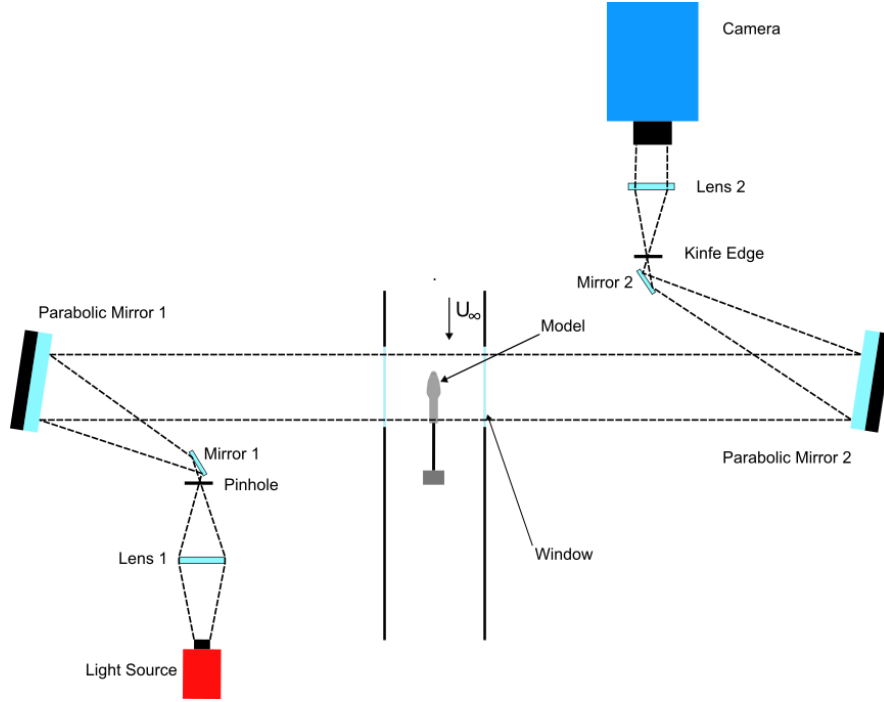 Camera
Lens 2
Kinfe Edge
Mirror 2
Parabolic Mirror 1
U∞
Model
Mirror 1
Parabolic Mirror 2
Pinhole
Lens 1
Window
Light Source